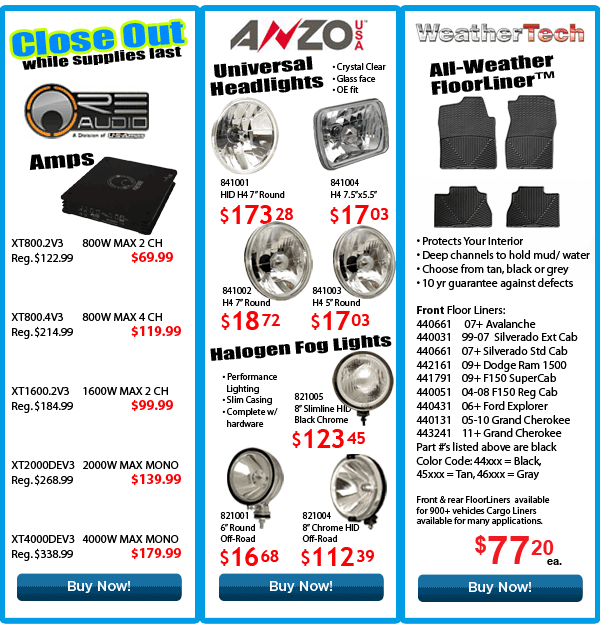 Close Out
while supplies last
RE
AUDIO
A Division of US Amps
Amps
XT800.2V3 800W MAX 2 CH
Reg. $122.99 $69.99
XT800.4V3 800W MAX 4 CH
Reg. $214.99 $119.99
XT1600.2V3 1600W MAX 2 CH
Reg. $184.99 $99.99
XT2000DEV3 2000W MAX MONO
Reg. $268.99 $139.99
XT4000DEV3 4000W MAX MONO
Reg. $338.99 $179.99
Buy Now!
ANZO USA™
Universal
Headlights
• Crystal Clear
• Glass face
• OE fit
841001
HID H4 7" Round
$173 28
841004
H4 7.5"x5.5"
$17 03
841002
H4 7" Round
$18 72
841003
H4 5" Round
$17 03
Halogen Fog Lights
• Performance
Lighting
• Slim Casing
• Complete w/
hardware
821005
8" Slimline HID
Black Chrome
$123 45
821001
6" Round
Off-Road
$16 68
821004
8" Chrome HID
Off-Road
$112 39
Buy Now!
WeatherTech
All-Weather
FloorLiner™
• Protects Your Interior
• Deep channels to hold mud/ water
• Choose from tan, black or grey
• 10 yr guarantee against defects
Front Floor Liners:
440661 07+ Avalanche
440031 99-07 Silverado Ext Cab
440661 07+ Silverado Std Cab
442161 09+ Dodge Ram 1500
441791 09+ F150 SuperCab
440051 04-08 F150 Reg Cab
440431 06+ Ford Explorer
440131 05-10 Grand Cherokee
443241 11+ Grand Cherokee
Part #'s listed above are black
Color Code: 44xxx = Black,
45xxx = Tan, 46xxx = Gray
Front & rear FloorLiners available
for 900+ vehicles Cargo Liners
available for many applications.
$77 20
ea.
Buy Now!